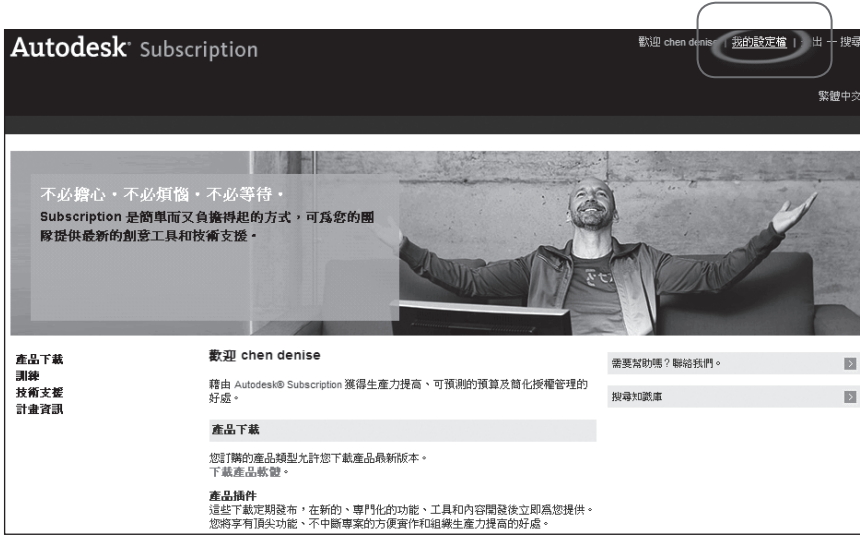 Autodesk® Subscription
歡迎 chen denise | 我的設定檔 | 出 一 搜尋
繁體中文
不必擔心・不必煩惱・不必等待・
Subscription 是簡單而又負擔得起的方式，可為您的團
隊提供最新的創意工具和技術支援。
產品下載
訓練
技術支援
計畫資訊
歡迎 chen denise
藉由 Autodesk® Subscription 獲得生產力提高、可預測的預算及簡化授權管理的
好處。
產品下載
您訂購的產品類型允許您下載產品最新版本。
下載產品軟體。
產品插件
這些下載定期發布，在新的、專門化的功能、工具和內容開發後立即為您提供。
您將享有頂尖功能、不中斷專案的方便實作和組織生產力提高的好處。
需要幫助嗎？聯絡我們。
搜尋知識庫